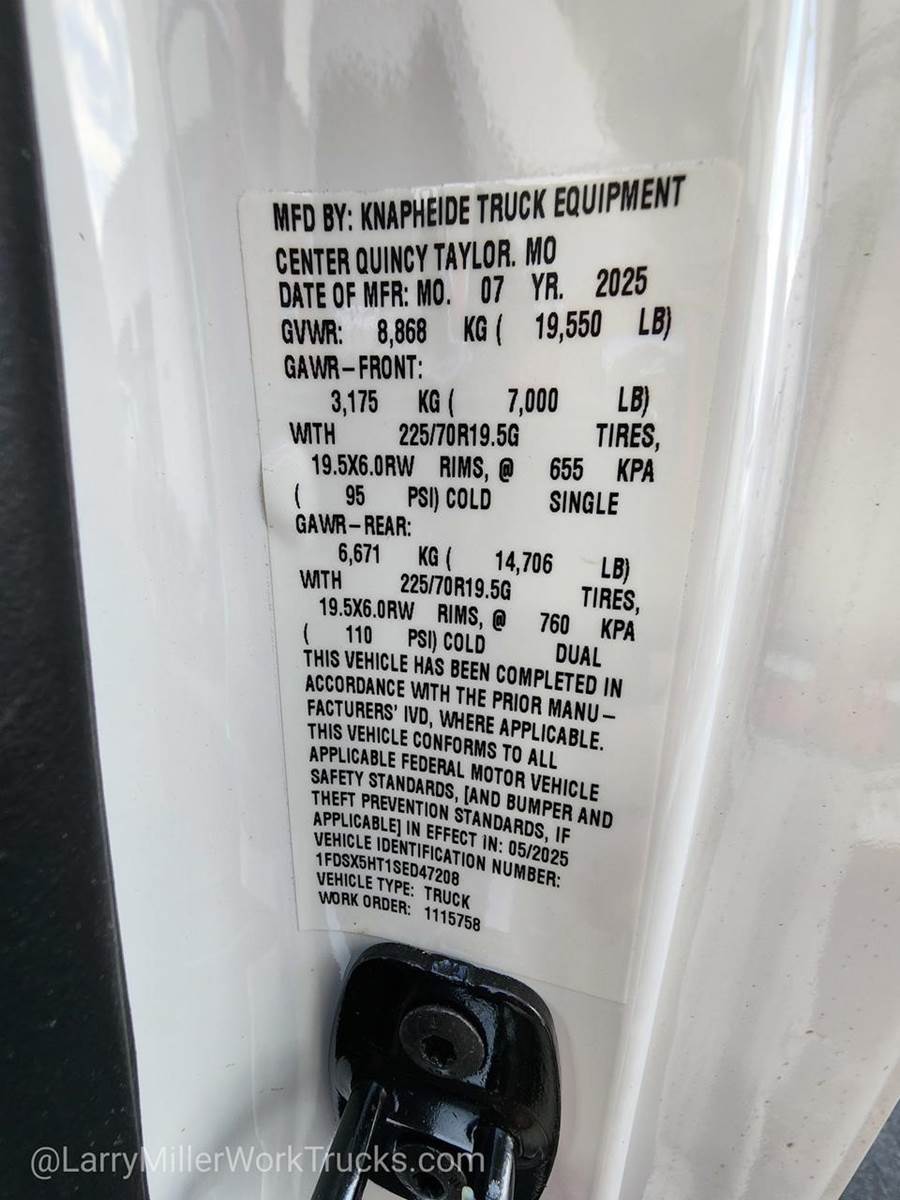 MFD BY: KNAPHEIDE TRUCK EQUIPMENT
CENTER QUINCY TAYLOR. MO
DATE OF MFR: MO. 07 YR. 2025
GVWR: 8,868 KG ( 19,550 LB)
GAWR-FRONT:
3,175 KG ( 7,000 LB)
WITH 225/70R19.5G TIRES,
19.5X6.0RW RIMS, @ 655 KPA
( 95 PSI) COLD SINGLE
GAWR-REAR:
6,671 KG ( 14,706 LB)
WITH 225/70R19.5G TIRES,
19.5X6.0RW RIMS, @ 760 KPA
( 110 PSI) COLD DUAL
THIS VEHICLE HAS BEEN COMPLETED IN
ACCORDANCE WITH THE PRIOR MANU-
FACTURERS' IVD, WHERE APPLICABLE.
THIS VEHICLE CONFORMS TO ALL
APPLICABLE FEDERAL MOTOR VEHICLE
SAFETY STANDARDS, [AND BUMPER AND
THEFT PREVENTION STANDARDS, IF
APPLICABLE] IN EFFECT IN: 05/2025
VEHICLE IDENTIFICATION NUMBER:
1FDSX5HT1SED47208
VEHICLE TYPE: TRUCK
WORK ORDER: 1115758
@LarryMillerWorkTrucks.com